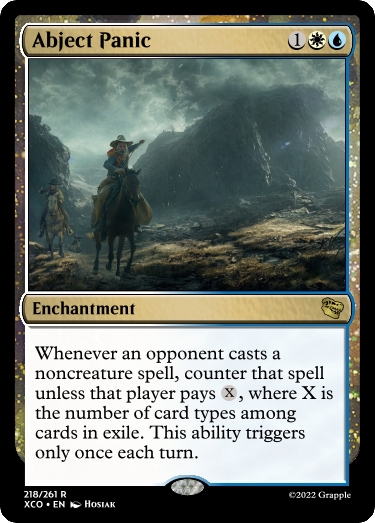 Abject Panic 1
Enchantment
Whenever an opponent casts a
noncreature spell, counter that spell
unless that player pays X, where X is
the number of card types among
cards in exile. This ability triggers
only once each turn.
218/261 R
XCO • EN Hosiak
©2022 Grapple